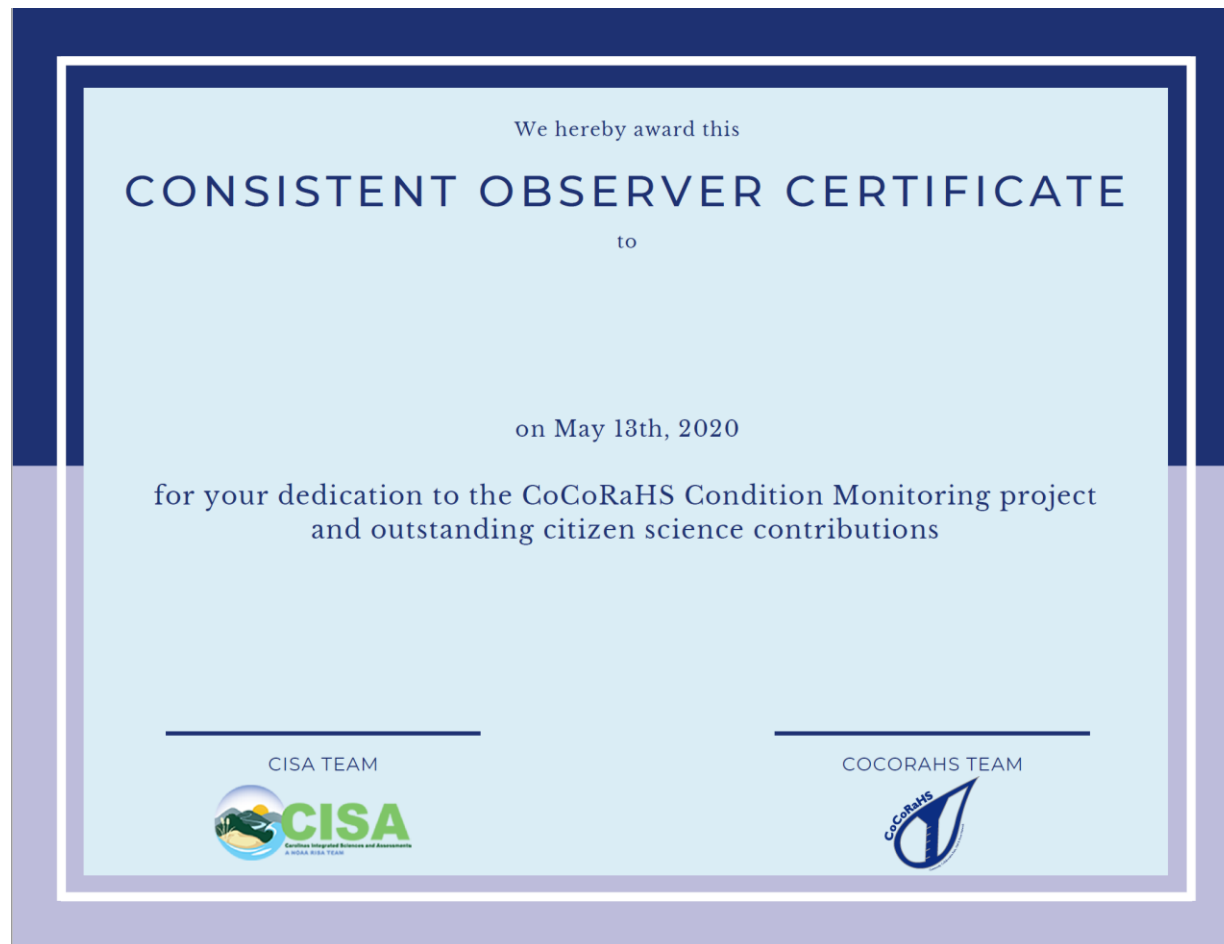 We hereby award this
CONSISTENT OBSERVER CERTIFICATE
to
on May 13th, 2020
for your dedication to the CoCoRaHS Condition Monitoring project
and outstanding citizen science contributions
CISA TEAM
COCORAHS TEAM
CISA
Carolinas Integrated Sciences and Assessments
A NOAA RISA TEAM
CoCoRaHS